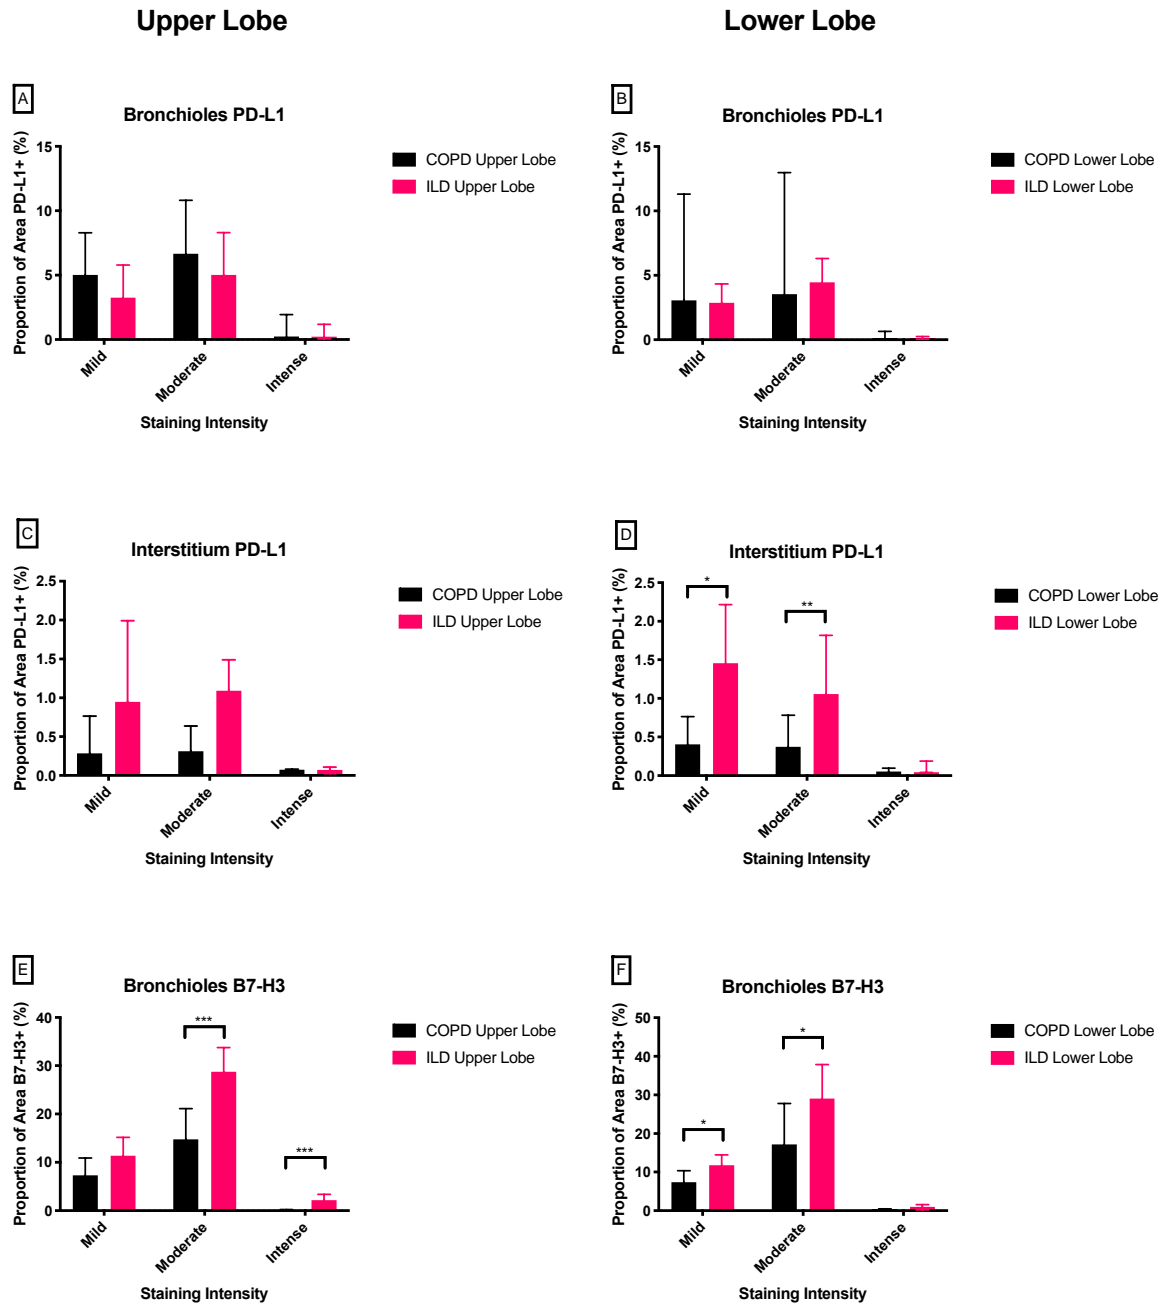 Upper Lobe
Lower Lobe
A
Bronchioles PD-L1
Proportion of Area PD-L1+ (%)
15
10
5
0
Mild
Moderate
Intense
Staining Intensity
COPD Upper Lobe
ILD Upper Lobe
B
Bronchioles PD-L1
Proportion of Area PD-L1+ (%)
15
10
5
0
Mild
Moderate
Intense
Staining Intensity
COPD Lower Lobe
ILD Lower Lobe
C
Interstitium PD-L1
Proportion of Area PD-L1+ (%)
2.5
2.0
1.5
1.0
0.5
0.0
Mild
Moderate
Intense
Staining Intensity
COPD Upper Lobe
ILD Upper Lobe
D
Interstitium PD-L1
Proportion of Area PD-L1+ (%)
2.5
2.0
1.5
1.0
0.5
0.0
*
**
Mild
Moderate
Intense
Staining Intensity
COPD Lower Lobe
ILD Lower Lobe
E
Bronchioles B7-H3
Proportion of Area B7-H3+ (%)
40
30
20
10
0
***
***
Mild
Moderate
Intense
Staining Intensity
COPD Upper Lobe
ILD Upper Lobe
F
Bronchioles B7-H3
Proportion of Area B7-H3+ (%)
50
40
30
20
10
0
*
*
Mild
Moderate
Intense
Staining Intensity
COPD Lower Lobe
ILD Lower Lobe